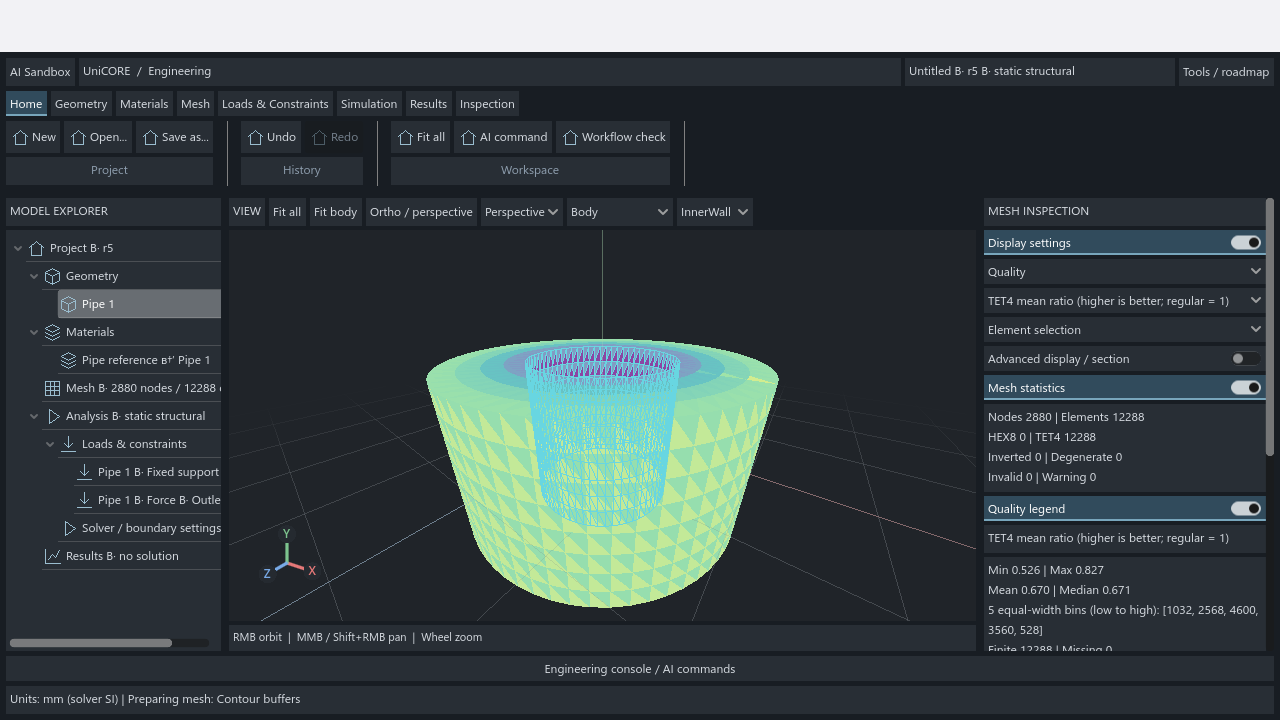 AI Sandbox
UniCORE / Engineering
Untitled В· r5 В· static structural
Tools / roadmap
Home
Geometry
Materials
Mesh
Loads & Constraints
Simulation
Results
Inspection
New
Open...
Save as...
Undo
Redo
Fit all
AI command
Workflow check
Project
History
Workspace
MODEL EXPLORER
Project В· r5
Geometry
Pipe 1
Materials
Pipe reference в†’ Pipe 1
Mesh В· 2880 nodes / 12288
Analysis В· static structural
Loads & constraints
Pipe 1 В· Fixed support
Pipe 1 В· Force В· Outle
Solver / boundary settings
Results В· no solution
VIEW
Fit all
Fit body
Ortho / perspective
Perspective
Body
InnerWall
Y
Z
X
RMB orbit | MMB / Shift+RMB pan | Wheel zoom
MESH INSPECTION
Display settings
Quality
TET4 mean ratio (higher is better; regular = 1)
Element selection
Advanced display / section
Mesh statistics
Nodes 2880 | Elements 12288
HEX8 0 | TET4 12288
Inverted 0 | Degenerate 0
Invalid 0 | Warning 0
Quality legend
TET4 mean ratio (higher is better; regular = 1)
Min 0.526 | Max 0.827
Mean 0.670 | Median 0.671
5 equal-width bins (low to high): [1032, 2568, 4600,
3560, 528]
Finite 12288 | Missing 0
Engineering console / AI commands
Units: mm (solver SI) | Preparing mesh: Contour buffers